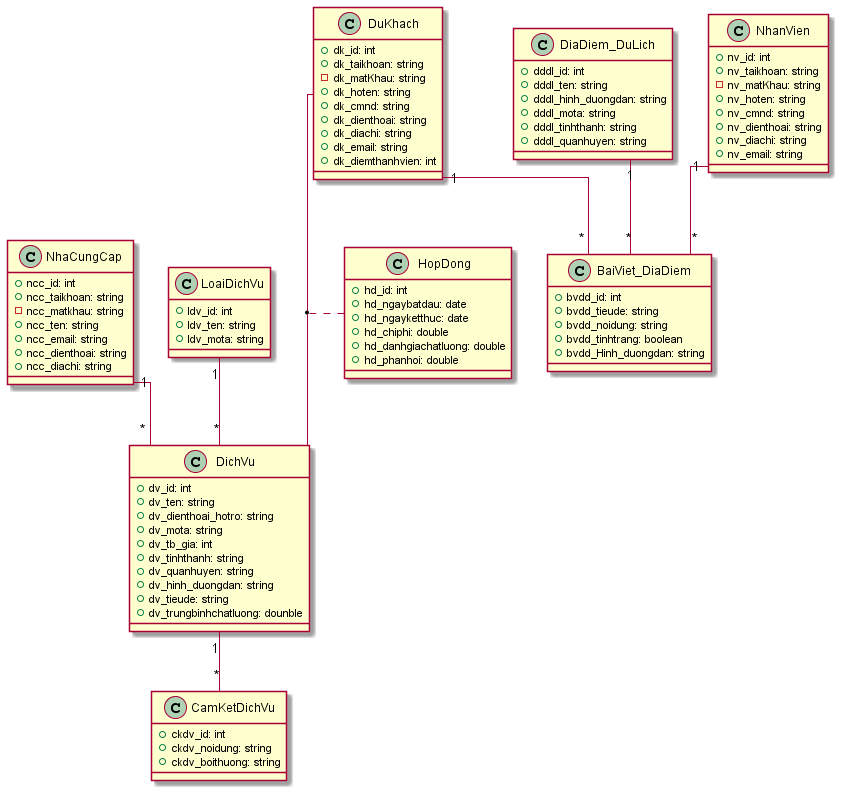 C DuKhach
dk_id: int
dk_taikhoan: string
dk_matKhau: string
dk_hoten: string
dk_cmnd: string
dk_dienthoai: string
dk_diachi: string
dk_email: string
dk_diemthanhvien: int
C DiaDiem_DuLich
dddl_id: int
dddl_ten: string
dddl_hinh_duongdan: string
dddl_mota: string
dddl_tinhthanh: string
dddl_quanhuyen: string
C NhanVien
nv_id: int
nv_taikhoan: string
nv_matKhau: string
nv_hoten: string
nv_cmnd: string
nv_dienthoai: string
nv_diachi: string
nv_email: string
1
1
1
*
*
*
C NhaCungCap
ncc_id: int
ncc_taikhoan: string
ncc_matkhau: string
ncc_ten: string
ncc_email: string
ncc_dienthoai: string
ncc_diachi: string
C LoaiDichVu
ldv_id: int
ldv_ten: string
ldv_mota: string
C HopDong
hd_id: int
hd_ngaybatdau: date
hd_ngayketthuc: date
hd_chiphi: double
hd_danhgiachatluong: double
hd_phanhoi: double
C BaiViet_DiaDiem
bvdd_id: int
bvdd_tieude: string
bvdd_noidung: string
bvdd_tinhtrang: boolean
bvdd_Hinh_duongdan: string
1
1
*
*
C DichVu
dv_id: int
dv_ten: string
dv_dienthoai_hotro: string
dv_mota: string
dv_tb_gia: int
dv_tinhthanh: string
dv_quanhuyen: string
dv_hinh_duongdan: string
dv_tieude: string
dv_trungbinhchatluong: dounble
1
*
C CamKetDichVu
ckdv_id: int
ckdv_noidung: string
ckdv_boithuong: string